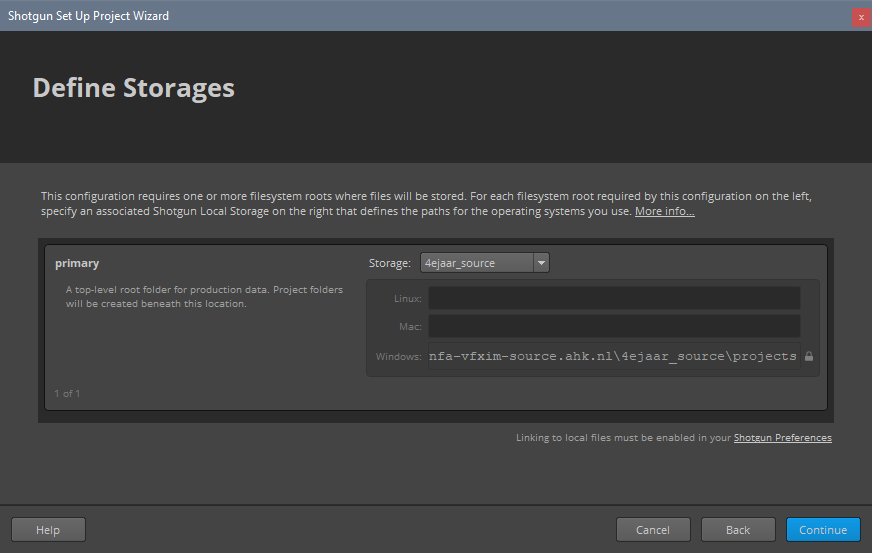 Shotgun Set Up Project Wizard
x
Define Storages
This configuration requires one or more filesystem roots where files will be stored. For each filesystem root required by this configuration on the left,
specify an associated Shotgun Local Storage on the right that defines the paths for the operating systems you use. More info...
primary
Storage: 4ejaar_source
A top-level root folder for production data. Project folders
will be created beneath this location.
Linux:
Mac:
Windows: nfa-vfxim-source.ahk.nl\4ejaar_source\projects
1 of 1
Linking to local files must be enabled in your Shotgun Preferences
Help Cancel Back Continue